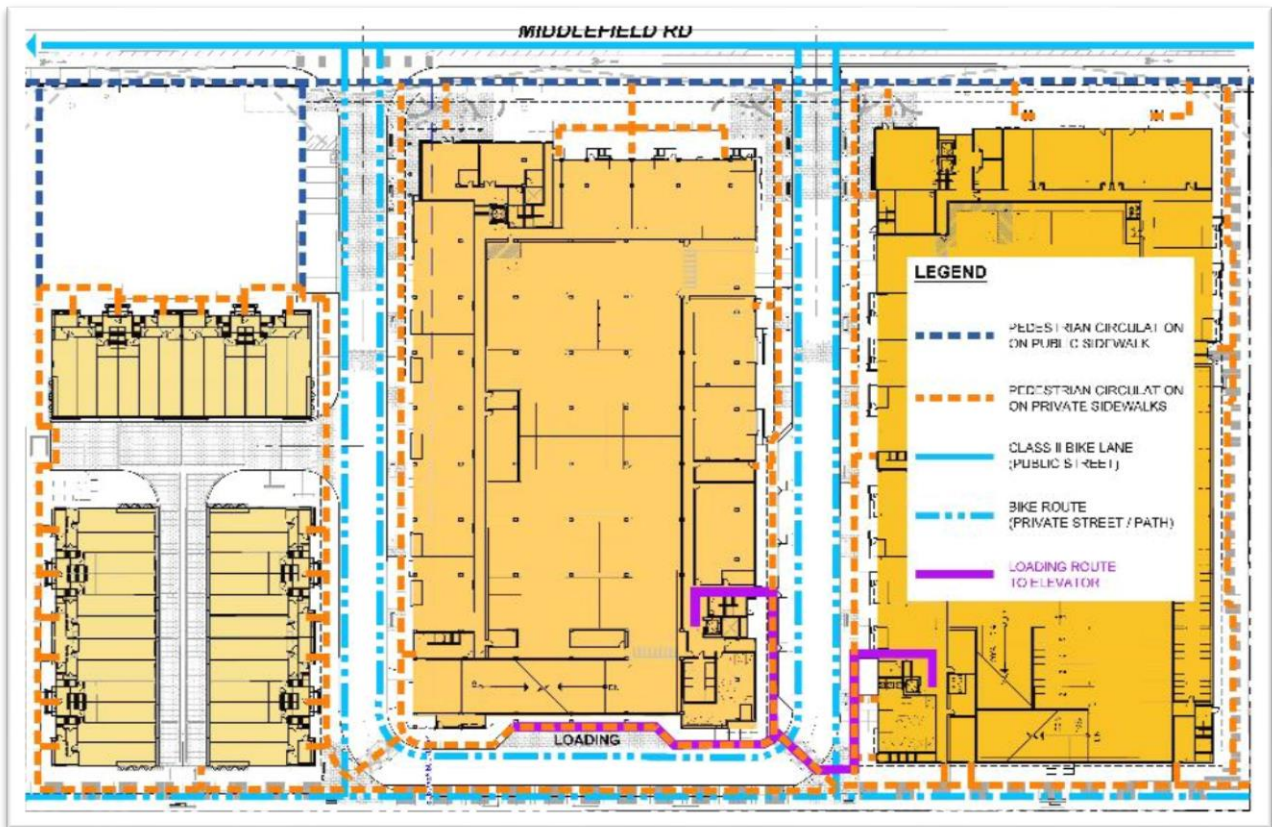 MIDDLEFIELD RD
LEGEND
PEDESTRIAN CIRCULATION
ON PUBLIC SIDEWALK
PEDESTRIAN CIRCULATION
ON PRIVATE SIDEWALKS
CLASS II BIKE LANE
(PUBLIC STREET)
BIKE ROUTE
(PRIVATE STREET / PATH)
LOADING ROUTE
TO ELEVATOR
LOADING